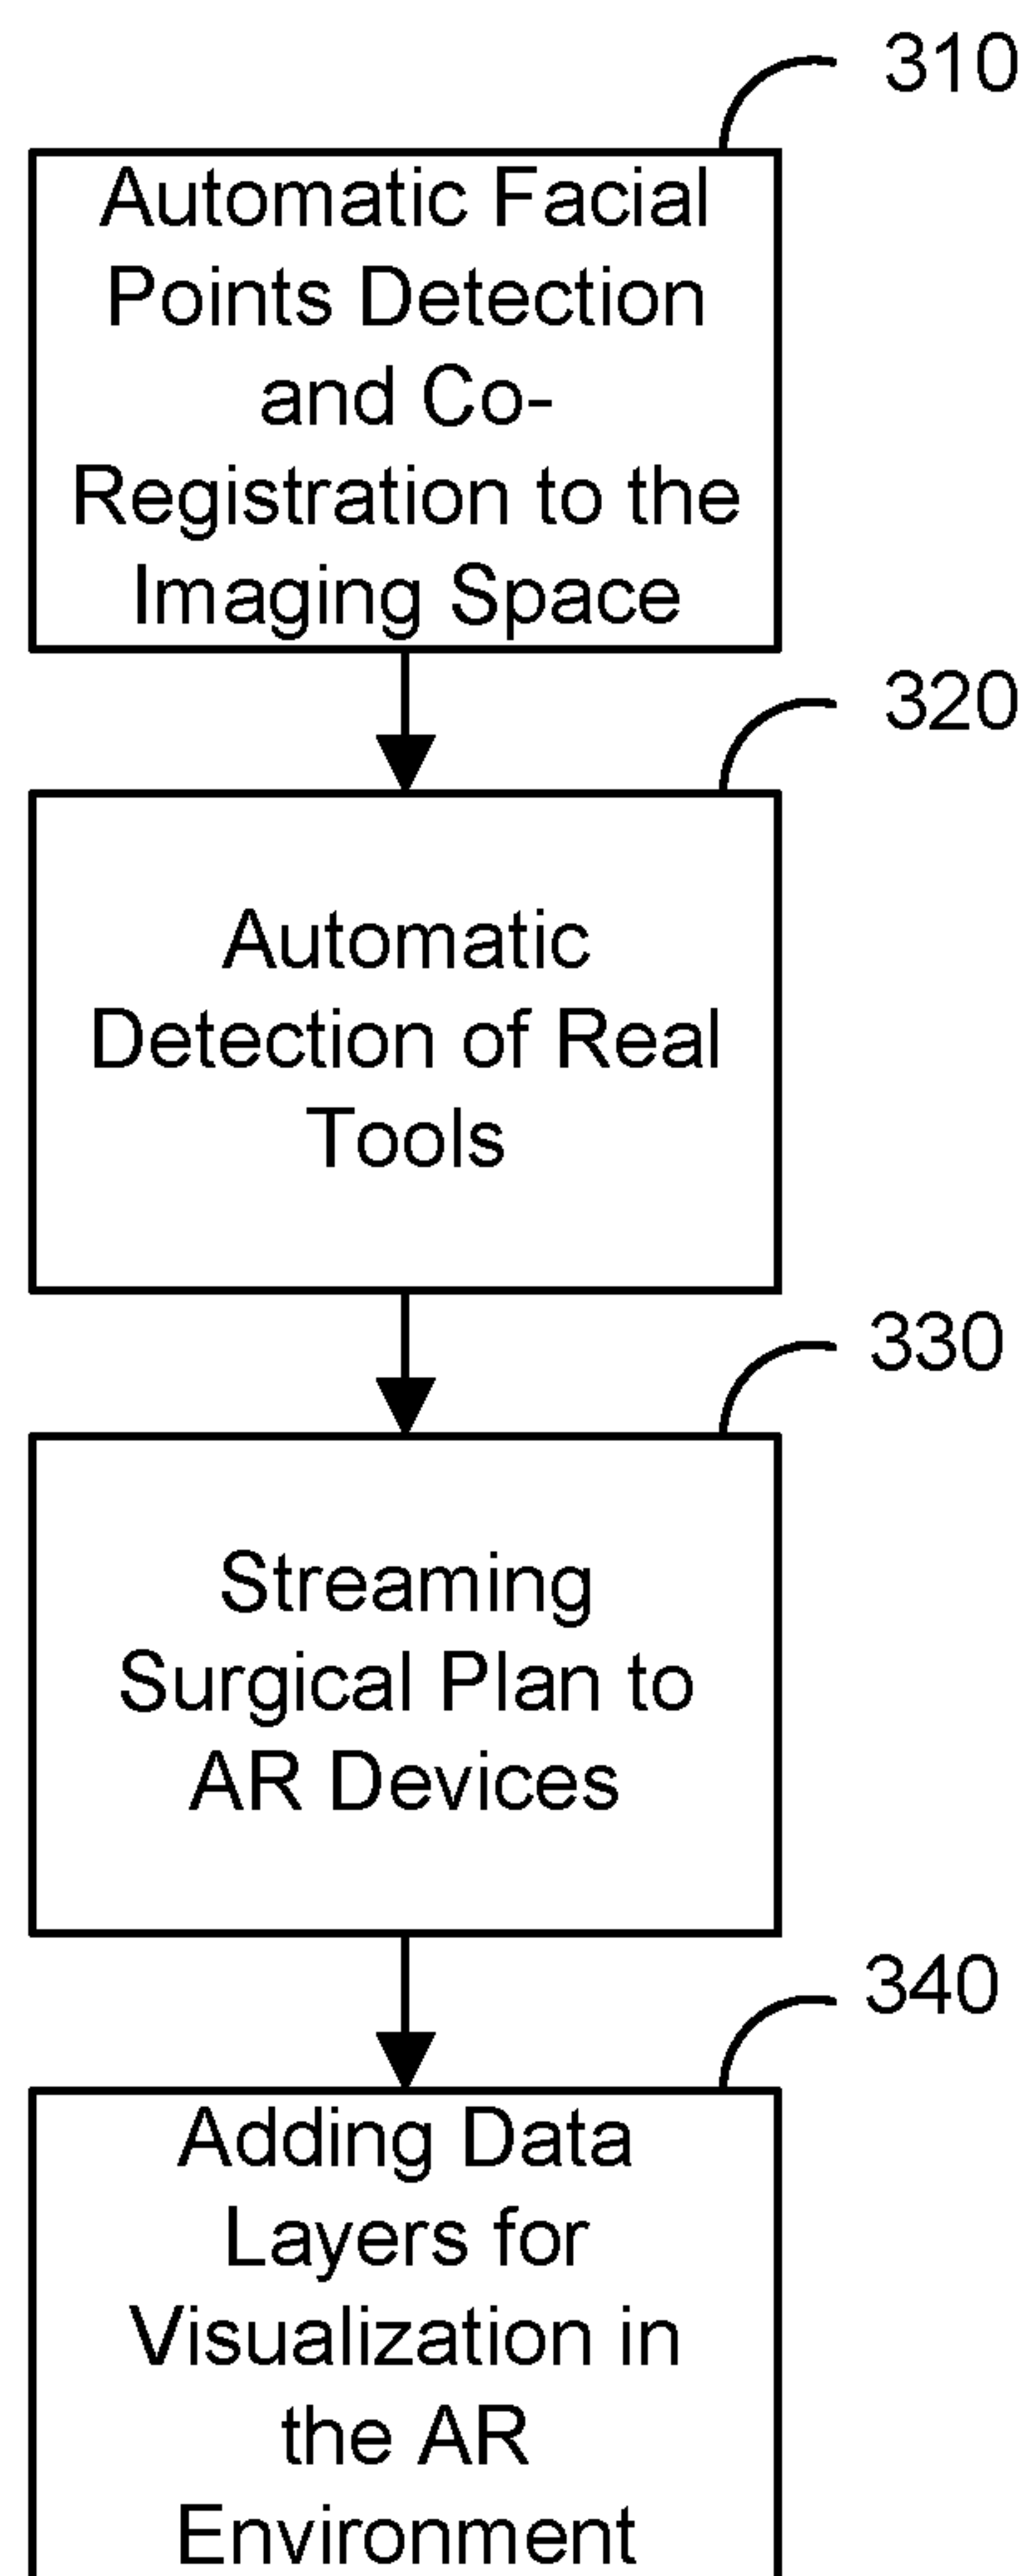 310
Automatic Facial
Points Detection
and Co-
Registration to the
Imaging Space
320
Automatic
Detection of Real
Tools
330
Streaming
Surgical Plan to
AR Devices
340
Adding Data
Layers for
Visualization in
the AR
Environment